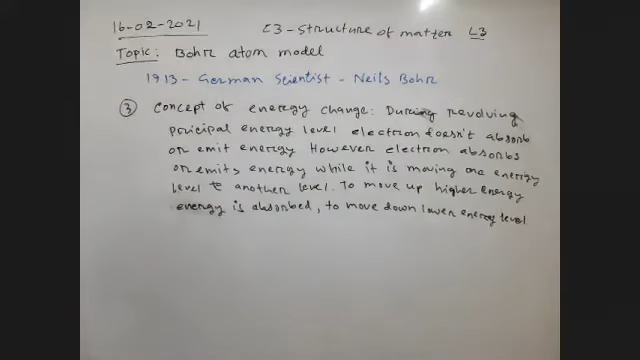 16-02-2021 C3-Structure of matter L3
Topic: Bohr atom model
1913 - German Scientist - Neils Bohr
③ Concept of energy change: During revolving
pricipal energy level electron doesn't absorb
or emit energy However electron absorbs
or emits energy while it is moving one energy
level to another level. To move up higher energy
energy is absorbed, to move down lower energy level